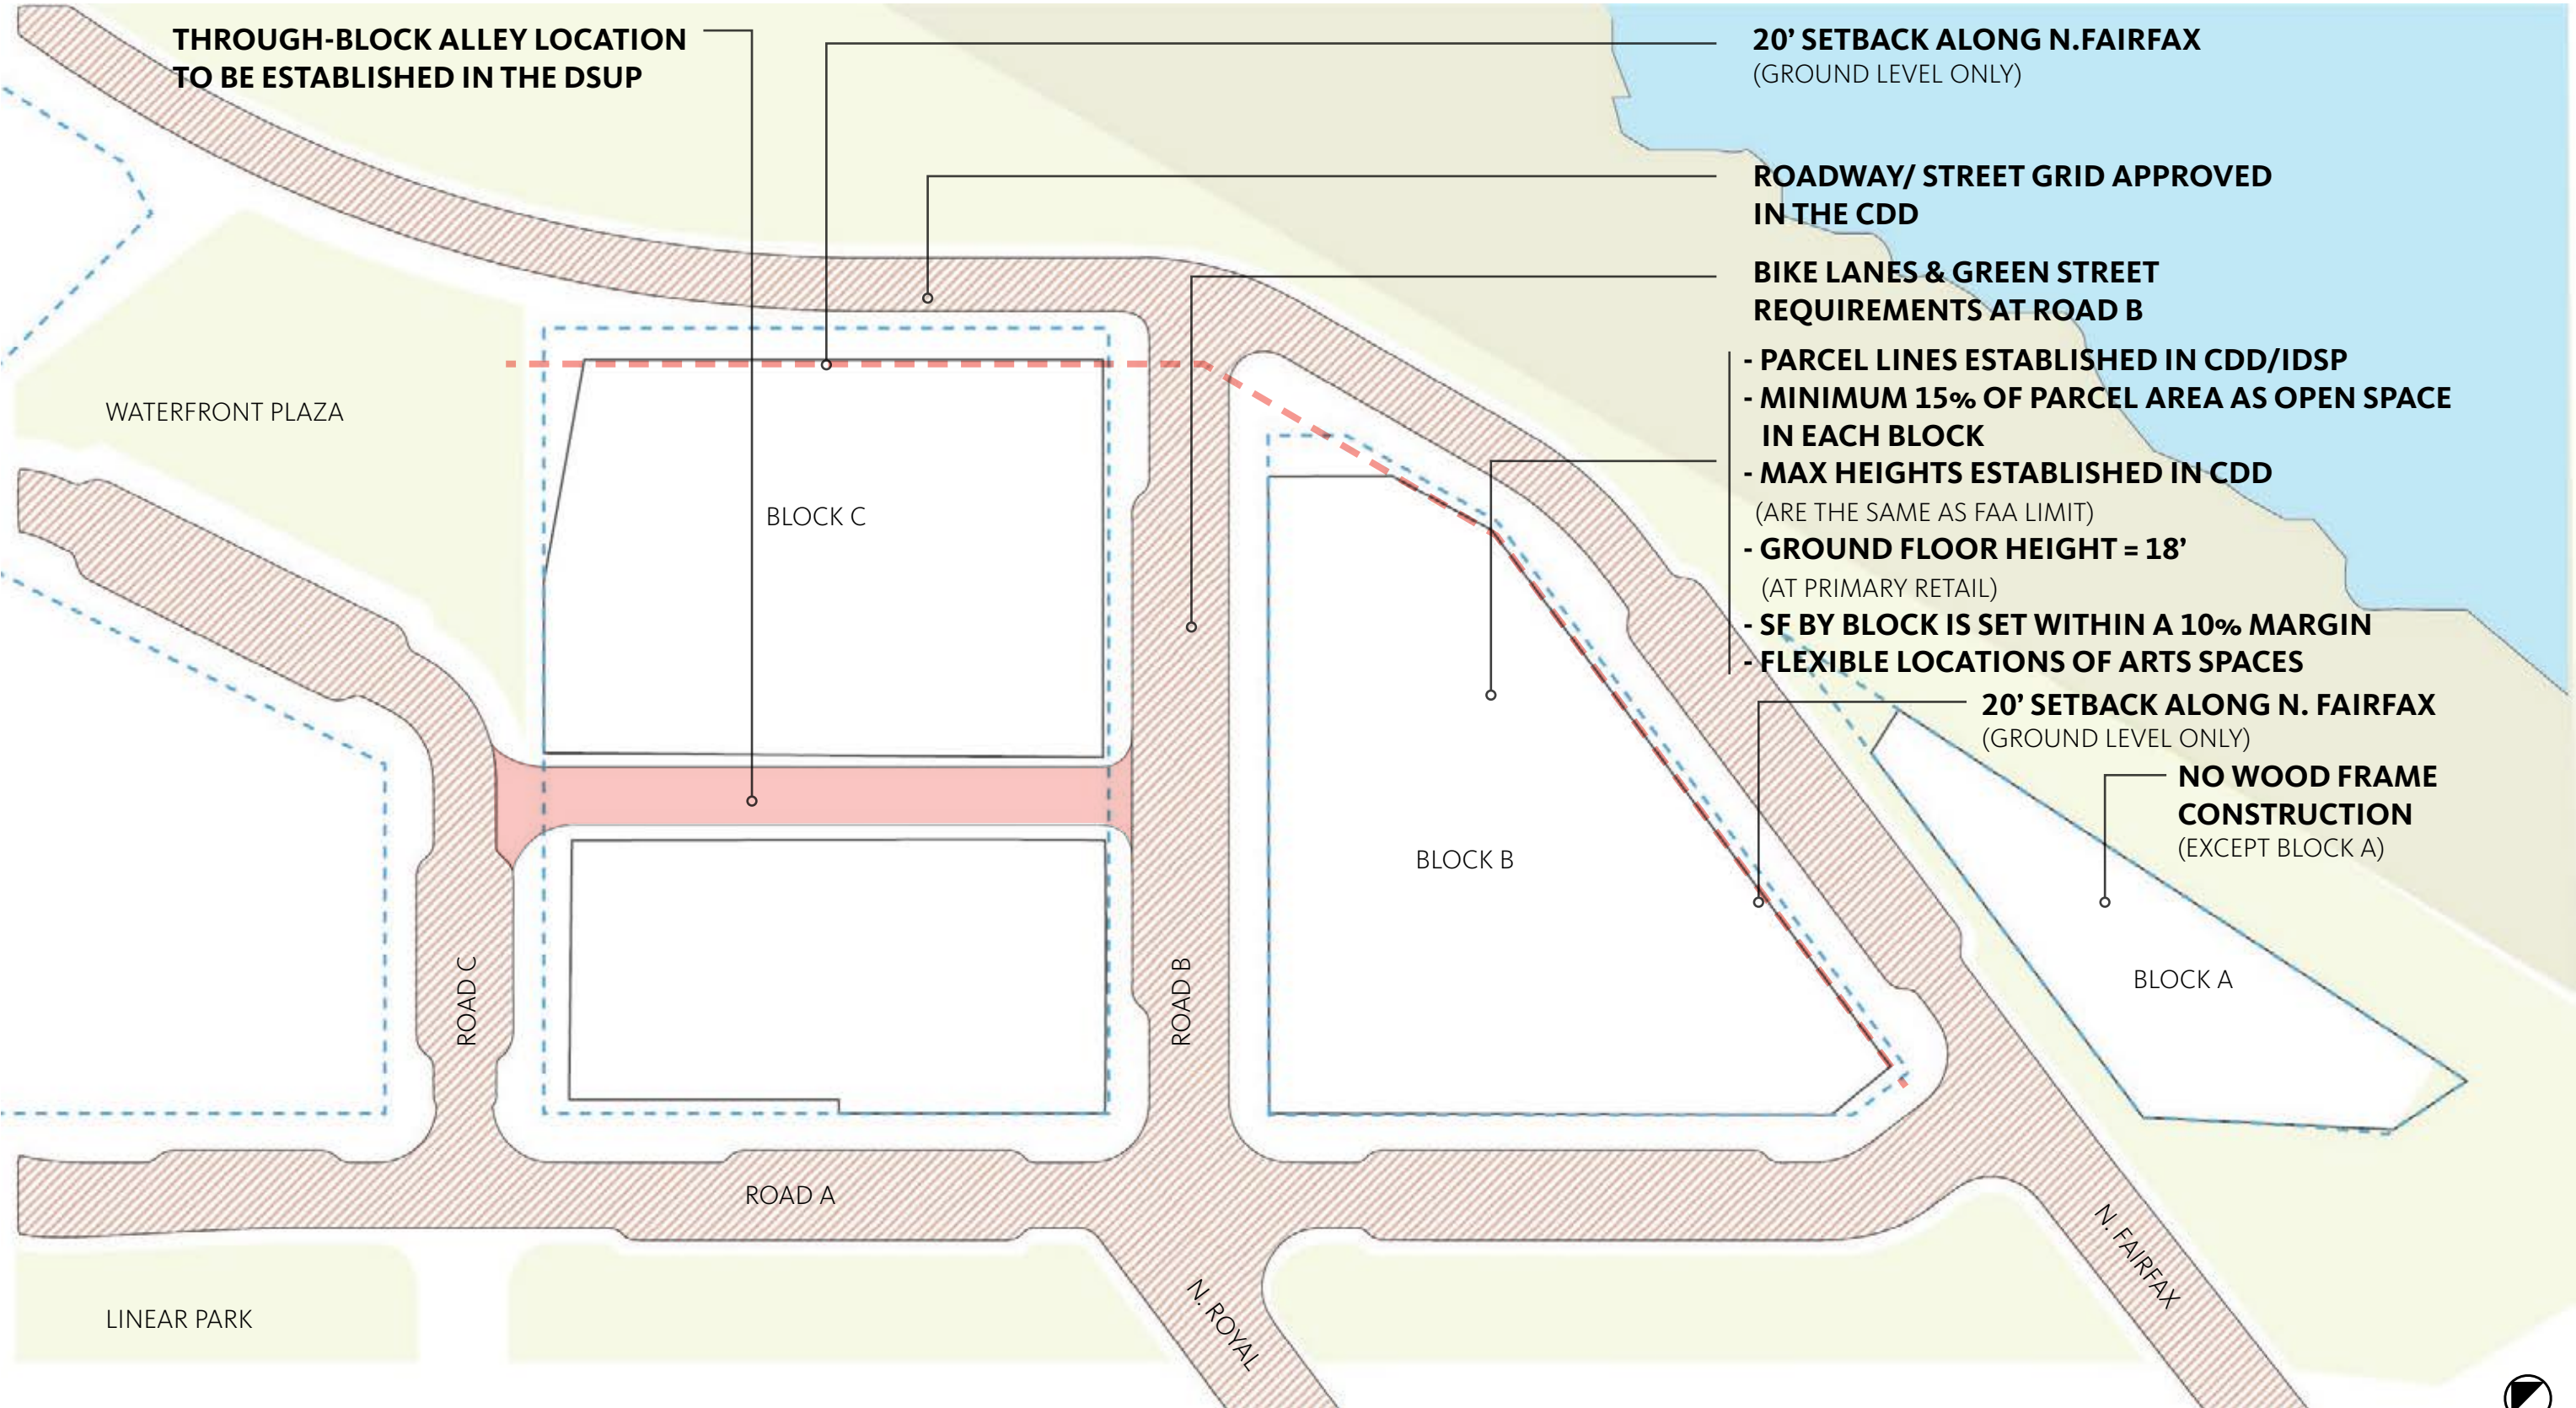 THROUGH-BLOCK ALLEY LOCATION
TO BE ESTABLISHED IN THE DSUP
20’ SETBACK ALONG N.FAIRFAX
(GROUND LEVEL ONLY)
ROADWAY/ STREET GRID APPROVED
IN THE CDD
BIKE LANES & GREEN STREET
REQUIREMENTS AT ROAD B
- PARCEL LINES ESTABLISHED IN CDD/IDSP
- MINIMUM 15% OF PARCEL AREA AS OPEN SPACE
IN EACH BLOCK
- MAX HEIGHTS ESTABLISHED IN CDD
(ARE THE SAME AS FAA LIMIT)
- GROUND FLOOR HEIGHT = 18’
(AT PRIMARY RETAIL)
- SF BY BLOCK IS SET WITHIN A 10% MARGIN
- FLEXIBLE LOCATIONS OF ARTS SPACES
20’ SETBACK ALONG N. FAIRFAX
(GROUND LEVEL ONLY)
NO WOOD FRAME
CONSTRUCTION
(EXCEPT BLOCK A)
WATERFRONT PLAZA
BLOCK C
BLOCK B
BLOCK A
ROAD C
ROAD B
ROAD A
N. ROYAL
N. FAIRFAX
LINEAR PARK